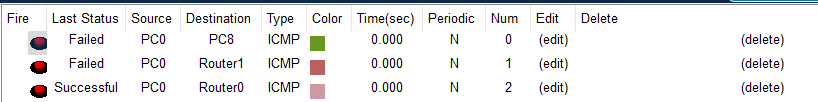 Fire Last Status Source Destination Type Color Time(sec) Periodic Num Edit Delete
Failed PC0 PC8 ICMP 0.000 N 0 (edit) (delete)
Failed PC0 Router1 ICMP 0.000 N 1 (edit) (delete)
Successful PC0 Router0 ICMP 0.000 N 2 (edit) (delete)